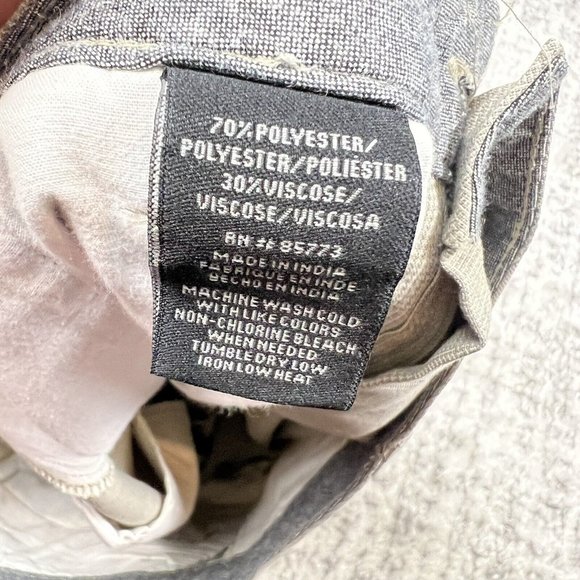 70% POLYESTER/
POLYESTER/POLIÉSTER
30% VISCOSE/
VISCOSE/VISCOSA
RN # 85773
MADE IN INDIA
FABRIQUE EN INDE
HECHO EN INDIA
MACHINE WASH COLD
WITH LIKE COLORS
NON-CHLORINE BLEACH
WHEN NEEDED
TUMBLE DRY LOW
IRON LOW HEAT